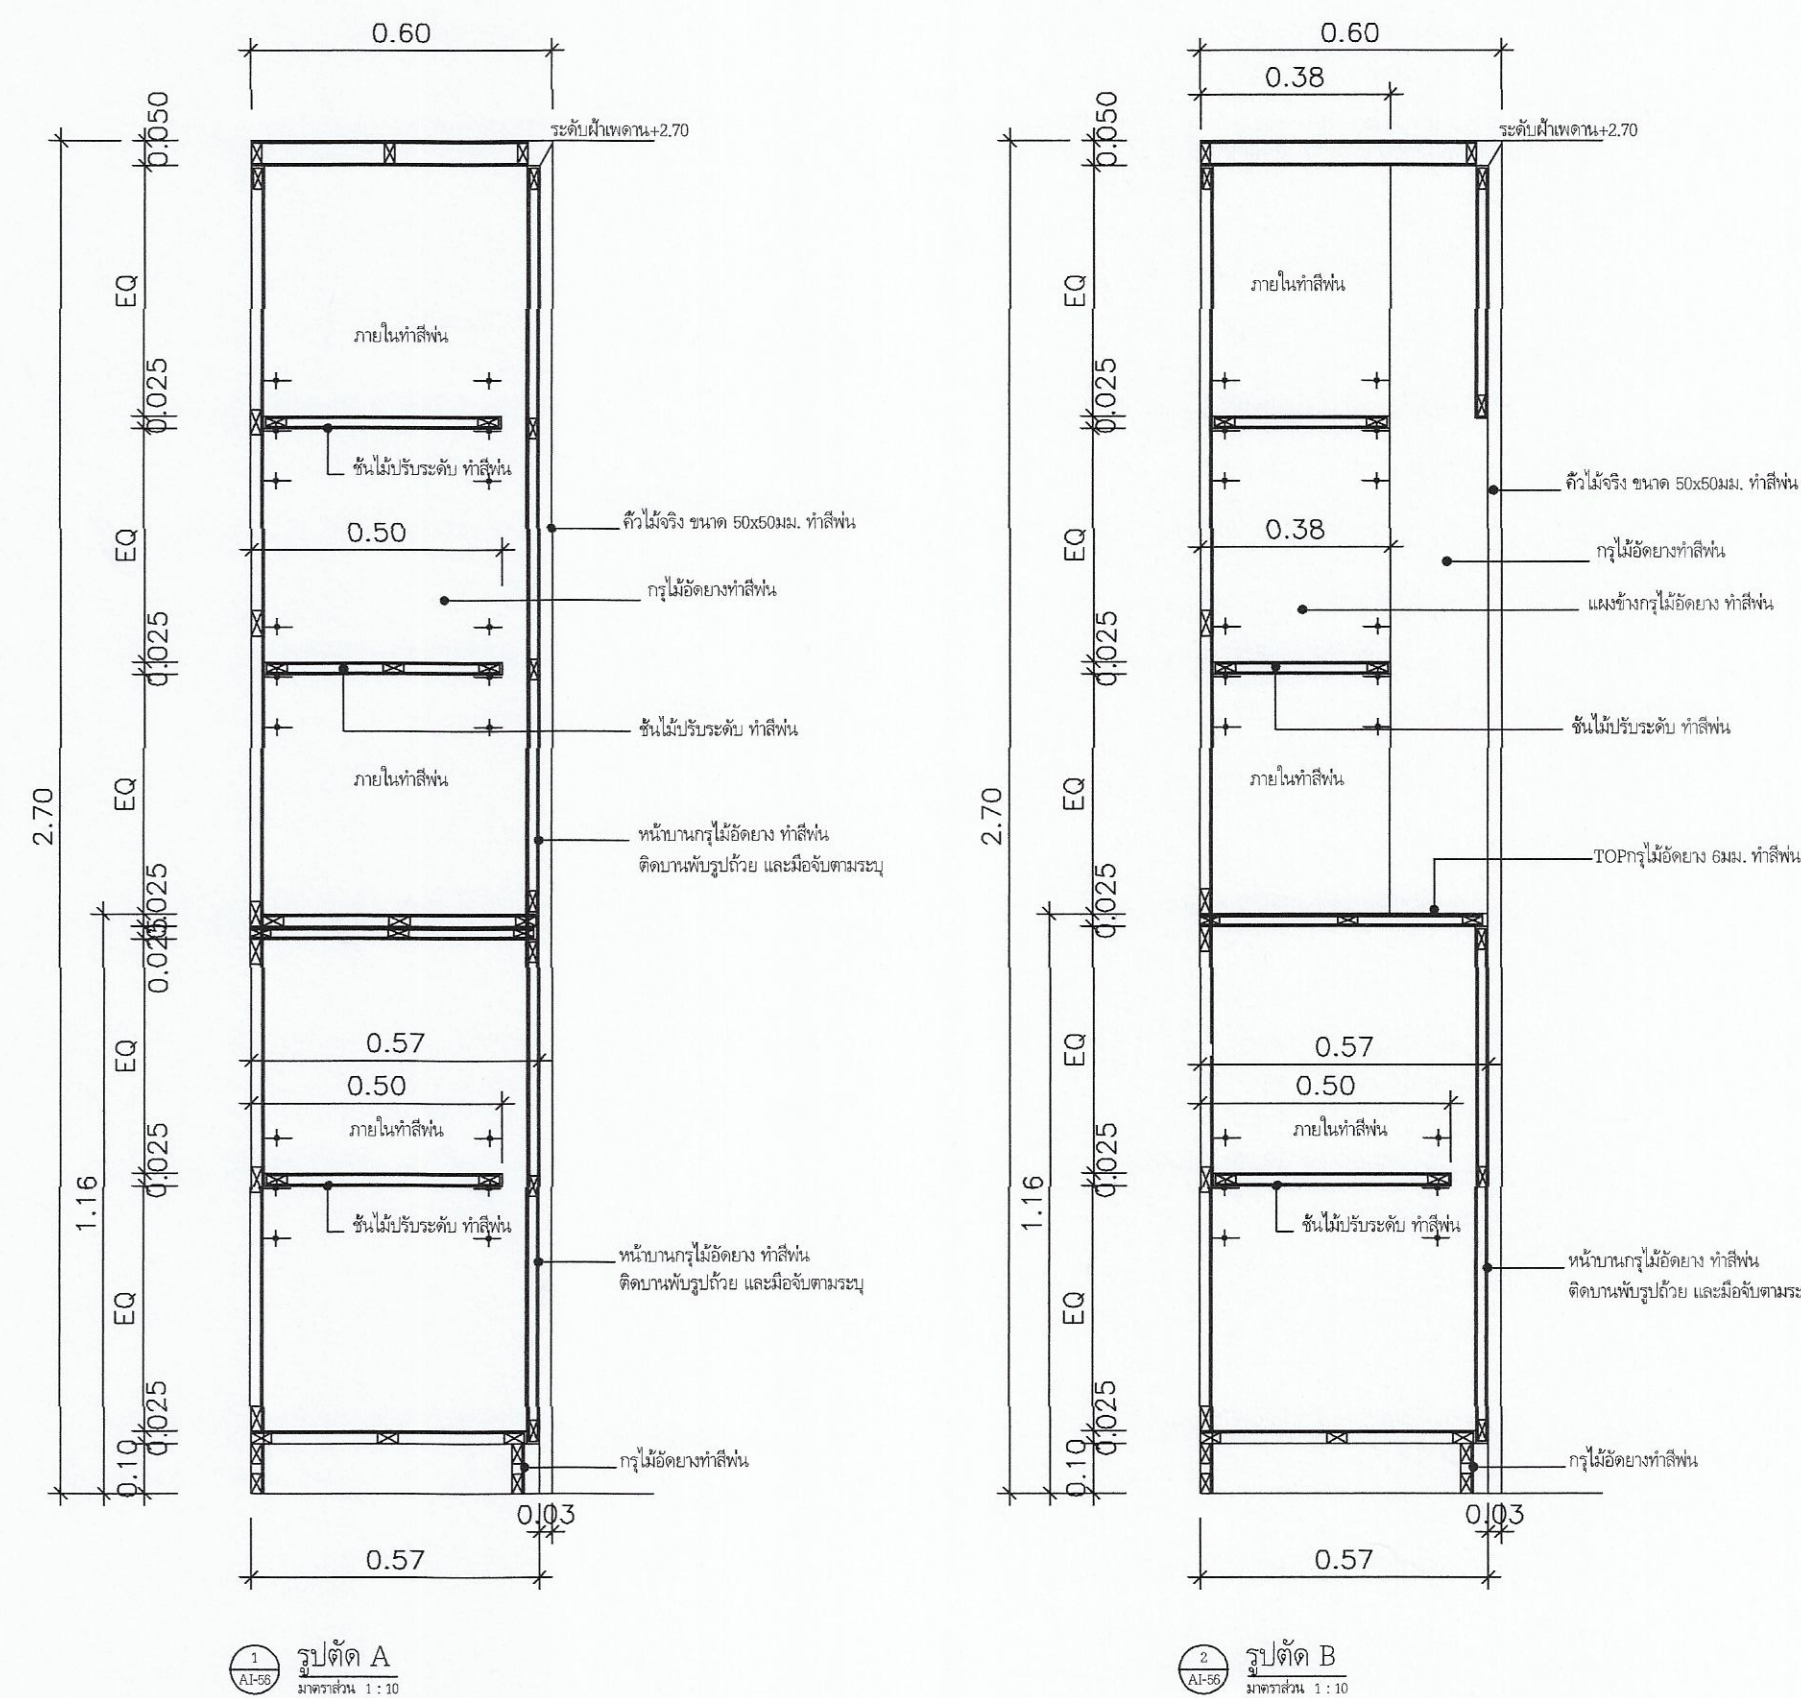 0.60
0.050
ระดับฝ้าเพดาน+2.70
EQ
ภายในทำสีพ่น
0.025
ชั้นไม้ปรับระดับ ทำสีพ่น
คิ้วไม้จริง ขนาด 50x50มม. ทำสีพ่น
EQ
0.50
กรุไม้อัดยางทำสีพ่น
0.025
ชั้นไม้ปรับระดับ ทำสีพ่น
EQ
ภายในทำสีพ่น
2.70
หน้าบานกรุไม้อัดยาง ทำสีพ่น
ติดบานพับรูปถ้วย และมือจับตามระบุ
0.025
0.025
EQ
0.57
0.50
ภายในทำสีพ่น
0.025
1.16
ชั้นไม้ปรับระดับ ทำสีพ่น
หน้าบานกรุไม้อัดยาง ทำสีพ่น
ติดบานพับรูปถ้วย และมือจับตามระบุ
EQ
0.025
0.10
กรุไม้อัดยางทำสีพ่น
0.03
0.57
1
AI-56
รูปตัด A
มาตราส่วน 1 : 10
0.60
0.38
0.050
ระดับฝ้าเพดาน+2.70
EQ
ภายในทำสีพ่น
0.025
คิ้วไม้จริง ขนาด 50x50มม. ทำสีพ่น
EQ
0.38
กรุไม้อัดยางทำสีพ่น
แผงข้างกรุไม้อัดยาง ทำสีพ่น
0.025
ชั้นไม้ปรับระดับ ทำสีพ่น
EQ
ภายในทำสีพ่น
2.70
TOPกรุไม้อัดยาง 6มม. ทำสีพ่น
0.025
EQ
0.57
0.50
ภายในทำสีพ่น
0.025
1.16
ชั้นไม้ปรับระดับ ทำสีพ่น
หน้าบานกรุไม้อัดยาง ทำสีพ่น
ติดบานพับรูปถ้วย และมือจับตามระ
EQ
0.025
0.10
กรุไม้อัดยางทำสีพ่น
0.03
0.57
2
AI-56
รูปตัด B
มาตราส่วน 1 : 10